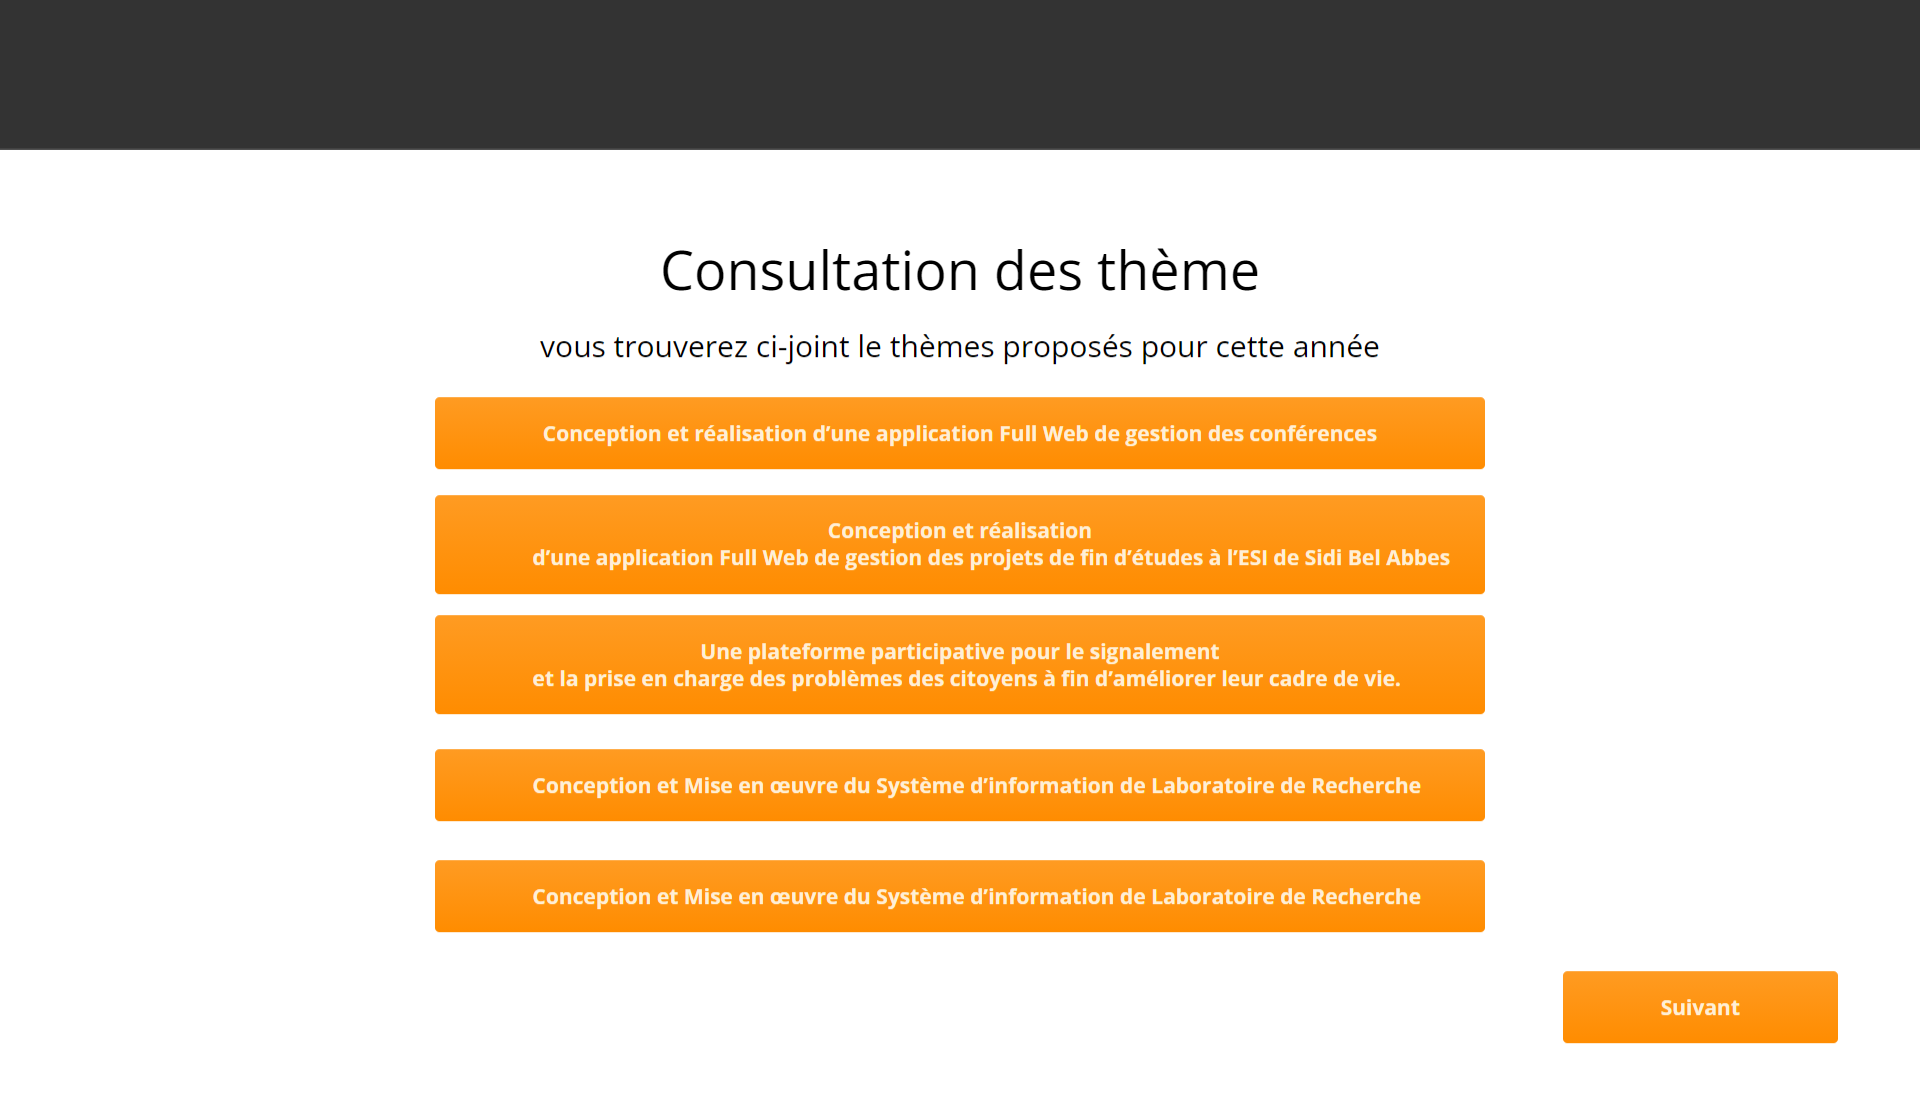 Consultation des thème
vous trouverez ci-joint le thèmes proposés pour cette année
Conception et réalisation d’une application Full Web de gestion des conférences
Conception et réalisation
d’une application Full Web de gestion des projets de fin d’études à l’ESI de Sidi Bel Abbes
Une plateforme participative pour le signalement
et la prise en charge des problèmes des citoyens à fin d’améliorer leur cadre de vie.
Conception et Mise en œuvre du Système d’information de Laboratoire de Recherche
Conception et Mise en œuvre du Système d’information de Laboratoire de Recherche
Suivant